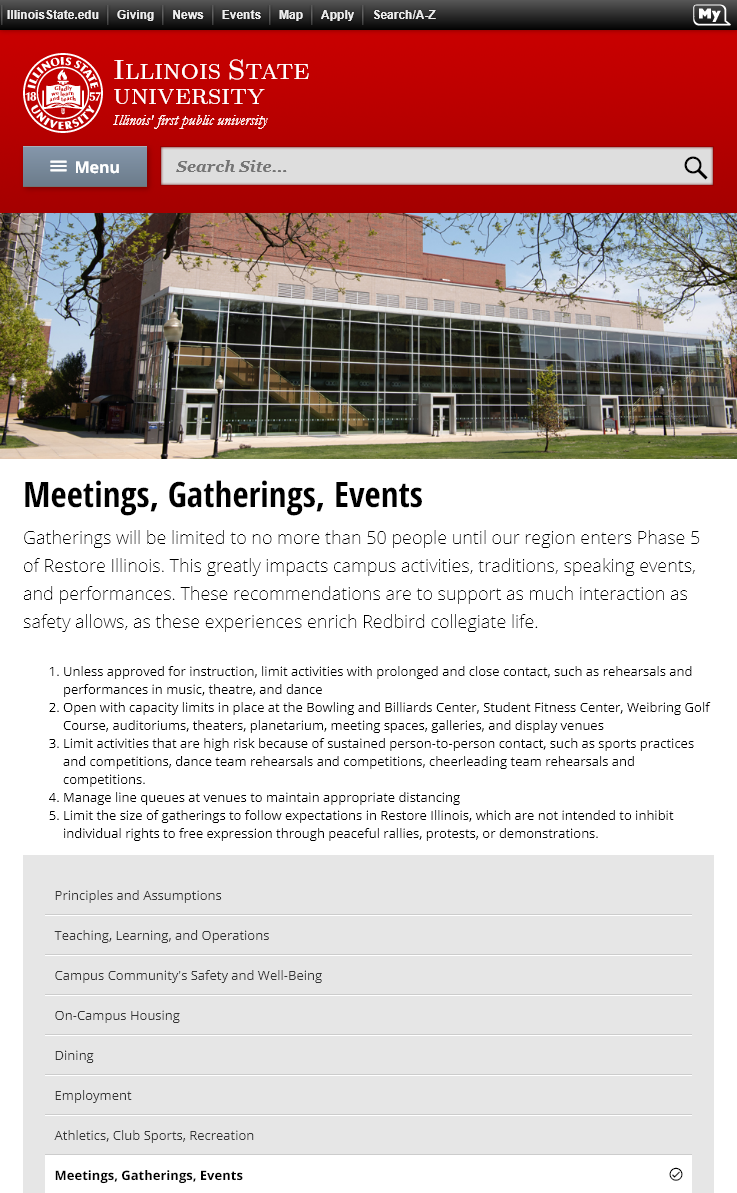 IllinoisState.edu Giving News Events Map Apply Search/A-Z My
ILLINOIS STATE UNIVERSITY
18 57
Gladly
we learn
and teach
ILLINOIS STATE
UNIVERSITY
Illinois' first public university
Menu Search Site...
Meetings, Gatherings, Events
Gatherings will be limited to no more than 50 people until our region enters Phase 5
of Restore Illinois. This greatly impacts campus activities, traditions, speaking events,
and performances. These recommendations are to support as much interaction as
safety allows, as these experiences enrich Redbird collegiate life.
1. Unless approved for instruction, limit activities with prolonged and close contact, such as rehearsals and
performances in music, theatre, and dance
2. Open with capacity limits in place at the Bowling and Billiards Center, Student Fitness Center, Weibring Golf
Course, auditoriums, theaters, planetarium, meeting spaces, galleries, and display venues
3. Limit activities that are high risk because of sustained person-to-person contact, such as sports practices
and competitions, dance team rehearsals and competitions, cheerleading team rehearsals and
competitions.
4. Manage line queues at venues to maintain appropriate distancing
5. Limit the size of gatherings to follow expectations in Restore Illinois, which are not intended to inhibit
individual rights to free expression through peaceful rallies, protests, or demonstrations.
Principles and Assumptions
Teaching, Learning, and Operations
Campus Community's Safety and Well-Being
On-Campus Housing
Dining
Employment
Athletics, Club Sports, Recreation
Meetings, Gatherings, Events